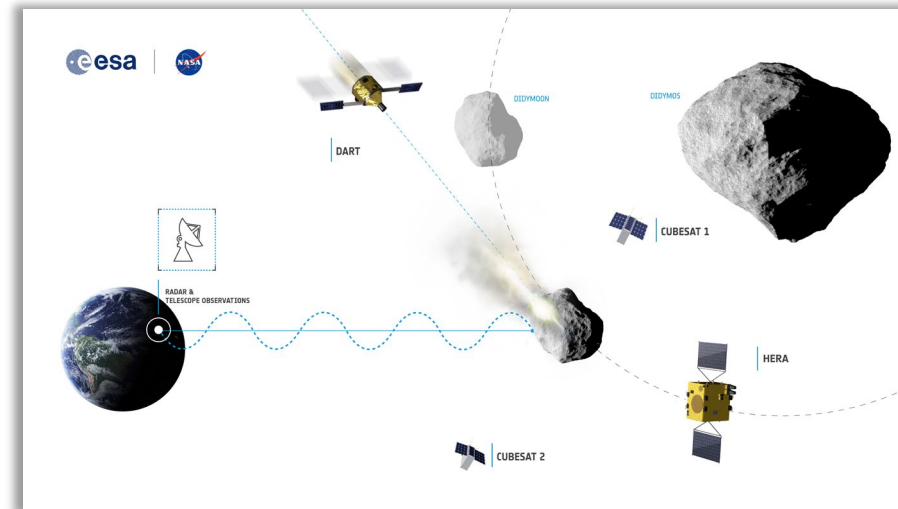 esa
NASA
DIDYMOON
DIDYMOS
DART
CUBESAT 1
RADAR &
TELESCOPE OBSERVATIONS
HERA
CUBESAT 2